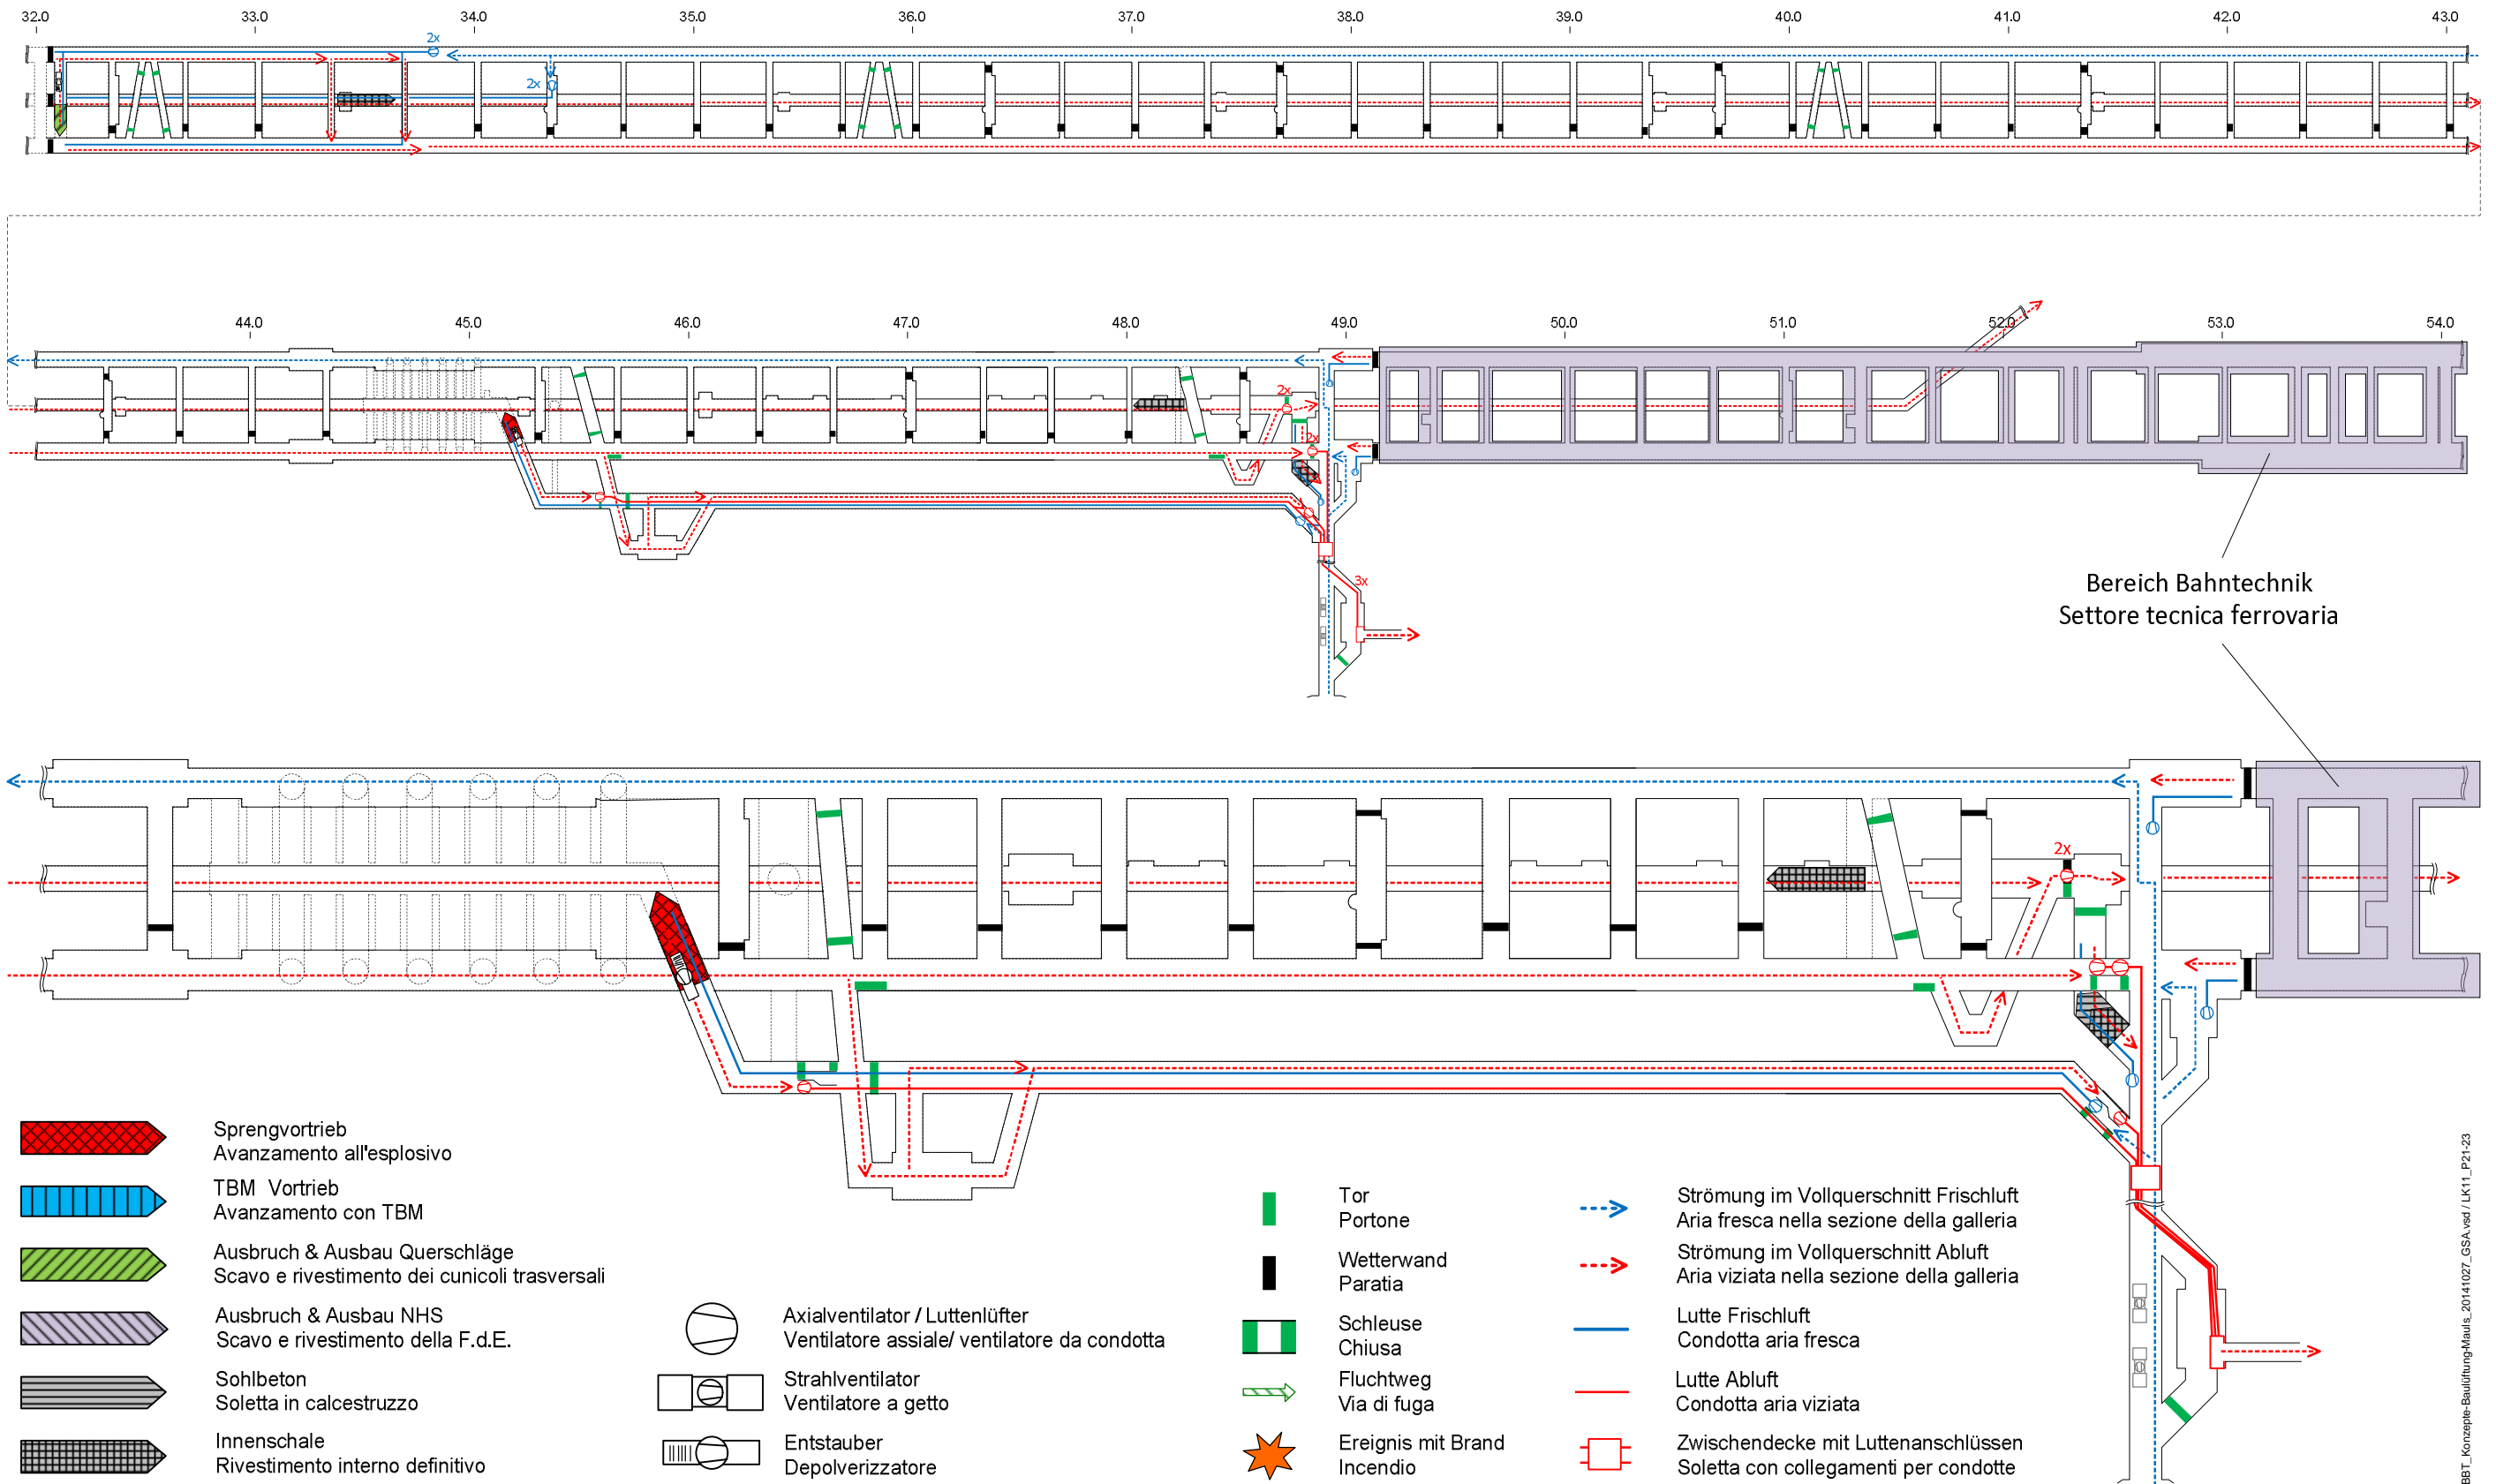 32.0 33.0 34.0 35.0 36.0 37.0 38.0 39.0 40.0 41.0 42.0 43.0
2x
2x
44.0 45.0 46.0 47.0 48.0 49.0 50.0 51.0 52.0 53.0 54.0
2x
2x
3x
Bereich Bahntechnik
Settore tecnica ferrovaria
2x
Sprengvortrieb
Avanzamento all'esplosivo
TBM Vortrieb
Avanzamento con TBM
Ausbruch & Ausbau Querschläge
Scavo e rivestimento dei cunicoli trasversali
Ausbruch & Ausbau NHS
Scavo e rivestimento della F.d.E.
Sohlbeton
Soletta in calcestruzzo
Innenschale
Rivestimento interno definitivo
Axialventilator / Luttenlüfter
Ventilatore assiale/ ventilatore da condotta
Strahlventilator
Ventilatore a getto
Entstauber
Depolverizzatore
Tor
Portone
Wetterwand
Paratia
Schleuse
Chiusa
Fluchtweg
Via di fuga
Ereignis mit Brand
Incendio
Strömung im Vollquerschnitt Frischluft
Aria fresca nella sezione della galleria
Strömung im Vollquerschnitt Abluft
Aria viziata nella sezione della galleria
Lutte Frischluft
Condotta aria fresca
Lutte Abluft
Condotta aria viziata
Zwischendecke mit Luttenanschlüssen
Soletta con collegamenti per condotte
BBT_Konzepte-Baulüftung-Mauls_20141027_GSA.vsd / LK11_P21-23